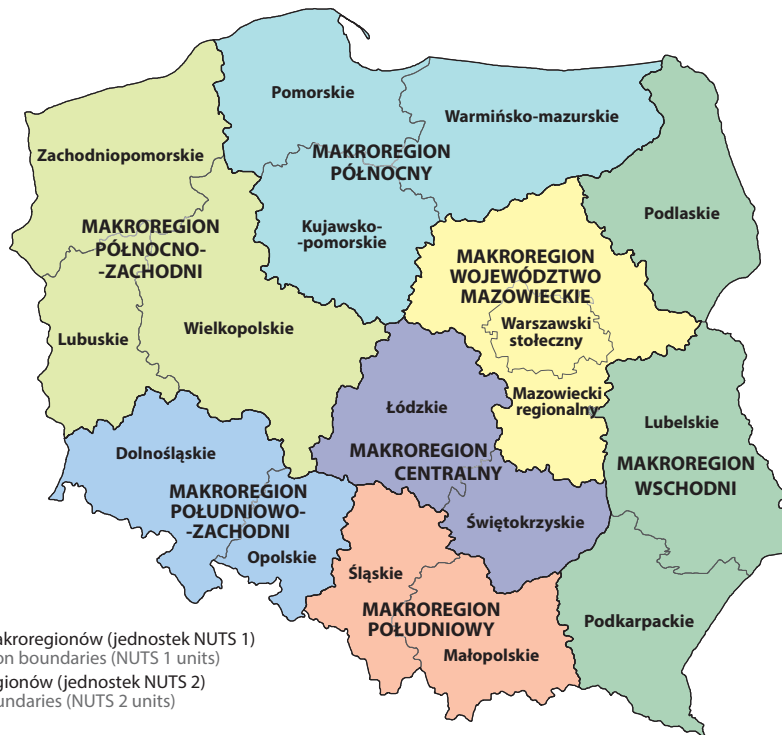 Pomorskie
Warmińsko-mazurskie
Zachodniopomorskie
MAKROREGION
PÓŁNOCNY
Podlaskie
MAKROREGION
PÓŁNOCNO-
-ZACHODNI
Kujawsko-
-pomorskie
MAKROREGION
WOJEWÓDZTWO
MAZOWIECKIE
Warszawski
stołeczny
Lubuskie
Wielkopolskie
Mazowiecki
regionalny
Łódzkie
Lubelskie
Dolnośląskie
MAKROREGION
CENTRALNY
MAKROREGION
WSCHODNI
MAKROREGION
POŁUDNIOWO-
-ZACHODNI
Świętokrzyskie
Opolskie
Śląskie
MAKROREGION
POŁUDNIOWY
Podkarpackie
Małopolskie
akroregionów (jednostek NUTS 1)
on boundaries (NUTS 1 units)
gionów (jednostek NUTS 2)
undaries (NUTS 2 units)